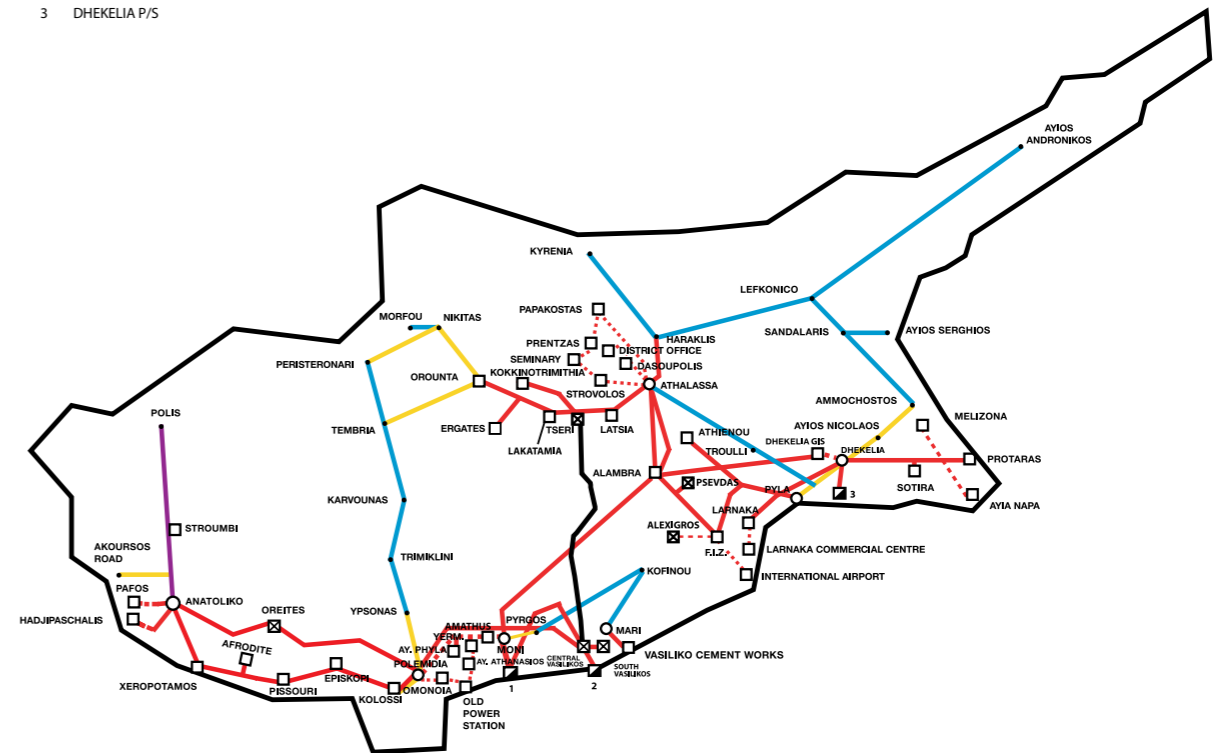 3 DHEKELIA P/S
AYIOS
ANDRONIKOS
KYRENIA
LEFKONICO
PAPAKOSTAS
MORFOU
NIKITAS
HARAKLIS
SANDALARIS
AYIOS SERGHIOS
PRENTZAS
DISTRICT OFFICE
SEMINARY
DASOUPOLIS
PERISTERONARI
KOKKINOTRIMITHIA
OROUNTA
ATHALASSA
STROVOLOS
AMMOCHOSTOS
POLIS
MELIZONA
TEMBRIA
ERGATES
TSERI
LATSIA
LAKATAMIA
ATHIENOU
AYIOS NICOLAOS
TROULLI
DHEKELIA GIS
DHEKELIA
PROTARAS
ALAMBRA
SOTIRA
PSEVDAS
PYLA
3
KARVOUNAS
LARNAKA
AYIA NAPA
STROUMBI
ALEXIGROS
F.I.Z.
LARNAKA COMMERCIAL CENTRE
AKOURSOS
ROAD
TRIMIKLINI
KOFINOU
INTERNATIONAL AIRPORT
PAFOS
ANATOLIKO
OREITES
YPSONAS
HADJIPASCHALIS
AMATHUS
PYRGOS
YERM.
MARI
AFRODITE
AY. PHYLA
MONI
CENTRAL
VASILIKOS
VASILIKO CEMENT WORKS
POLEMIDIA
AY. ATHANASIOS
SOUTH
VASILIKOS
XEROPOTAMOS
EPISKOPI
PISSOURI
KOLOSSI
OMONOIA
1
2
OLD
POWER
STATION